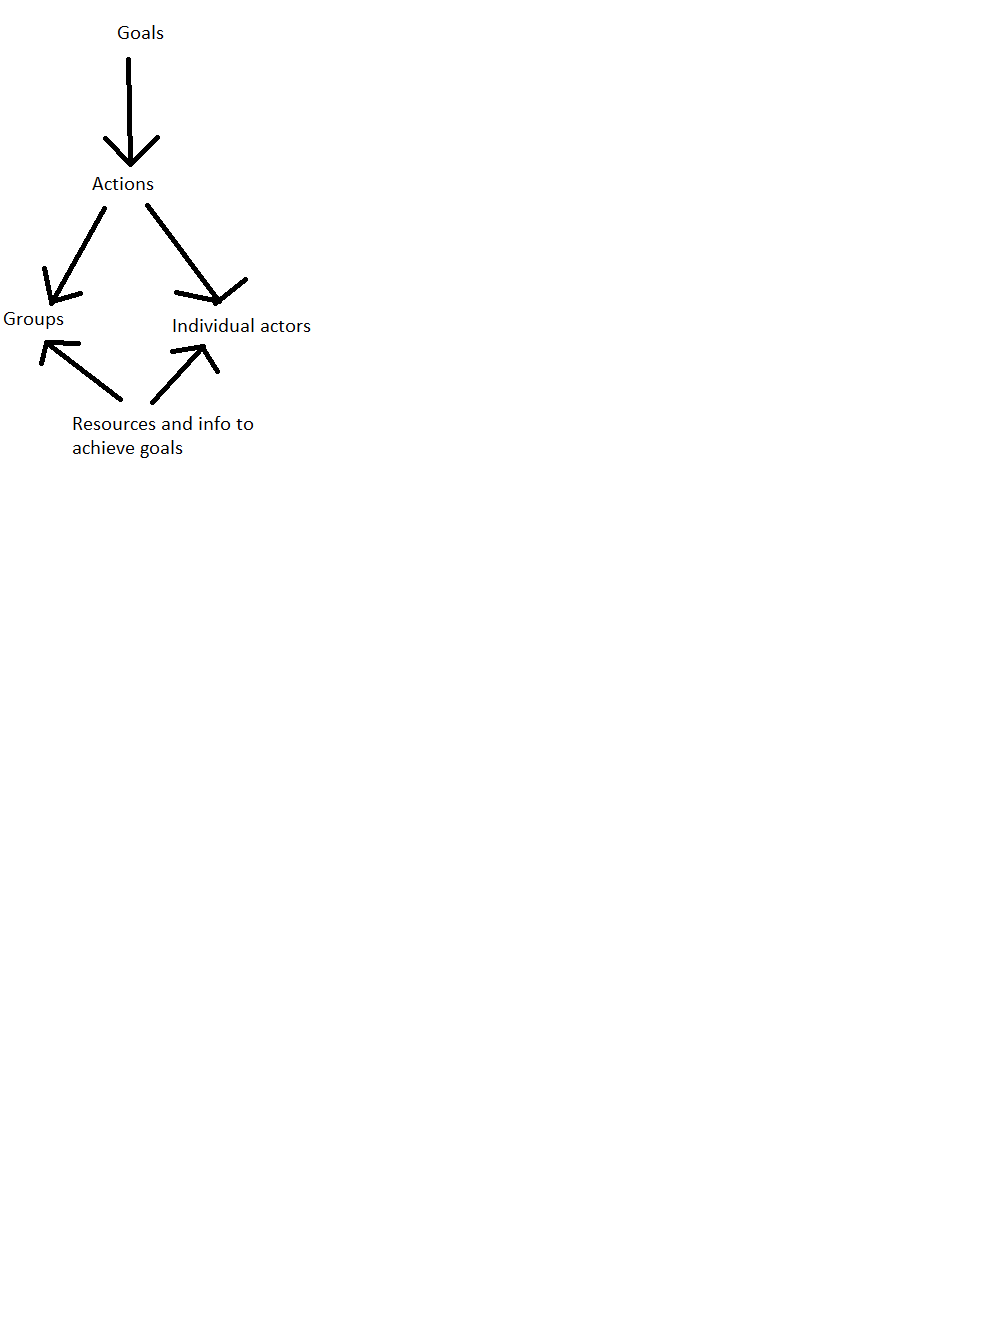 Goals
Actions
Groups
Individual actors
Resources and info to
achieve goals